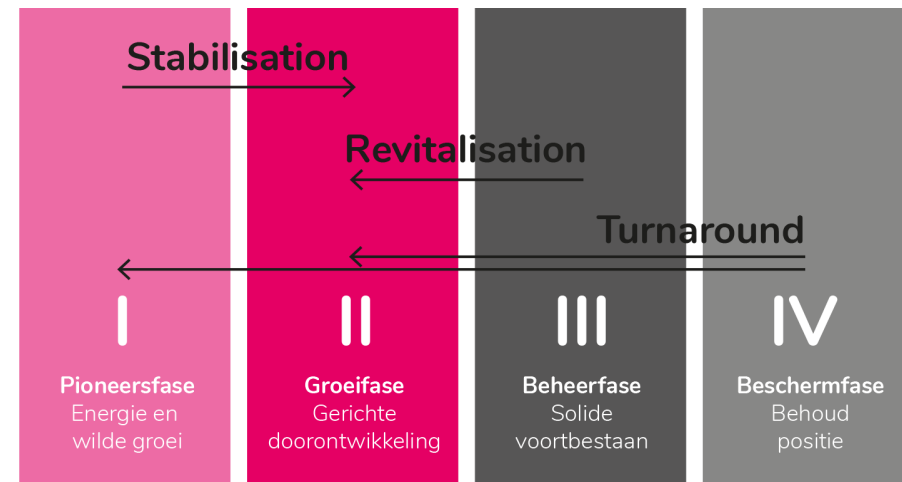 Stabilisation
Revitalisation
Turnaround
I
II
III
IV
Pioneersfase
Energie en
wilde groei
Groeifase
Gerichte
doorontwikkeling
Beheerfase
Solide
voortbestaan
Beschermfase
Behoud
positie